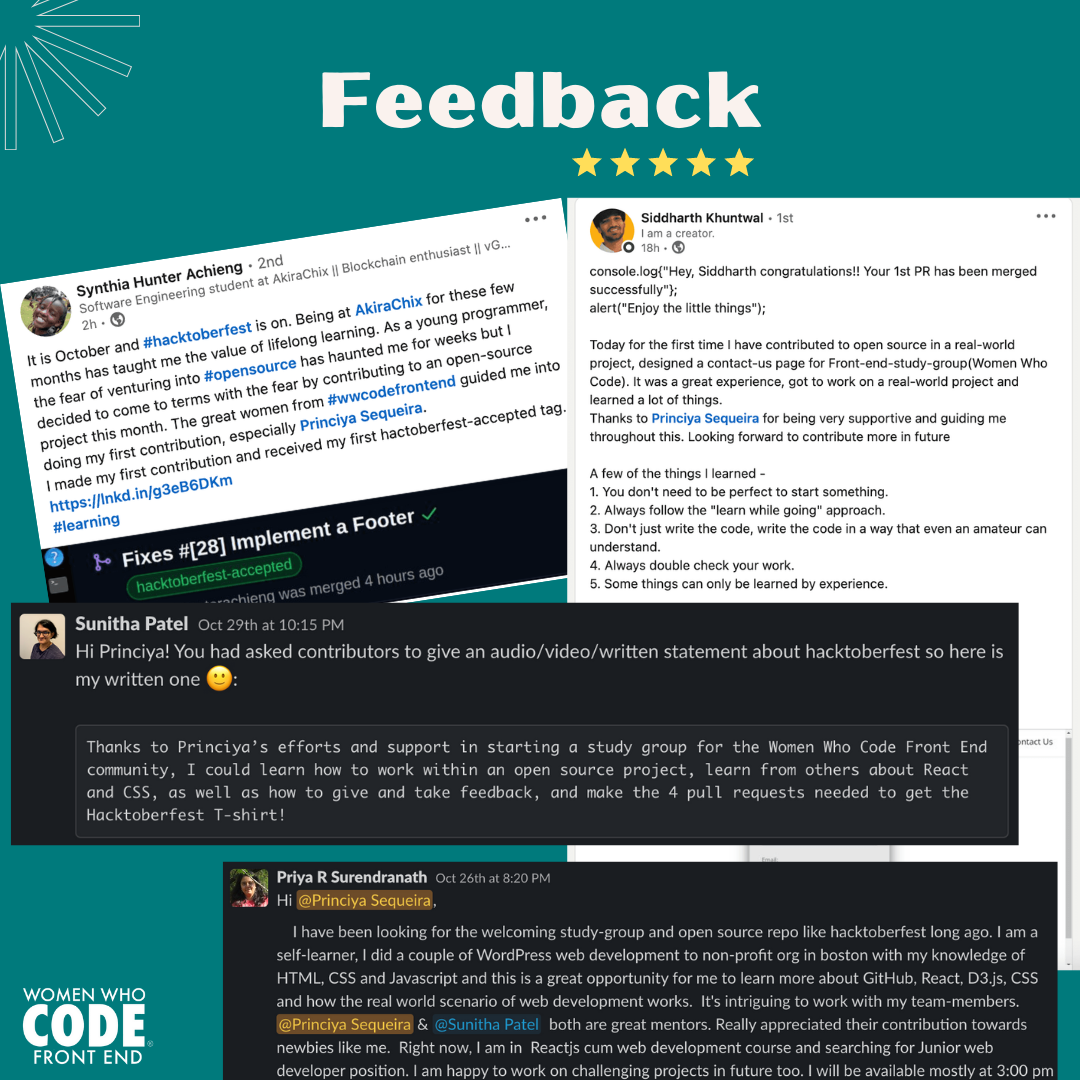 Feedback
Synthia Hunter Achieng • 2nd
Software Engineering student at AkiraChix || Blockchain enthusiast || vG...
2h •
It is October and #hacktoberfest is on. Being at AkiraChix for these few
months has taught me the value of lifelong learning. As a young programmer,
the fear of venturing into #opensource has haunted me for weeks but I
decided to come to terms with the fear by contributing to an open-source
project this month. The great women from #wwcodefrontend guided me into
doing my first contribution, especially Princiya Sequeira.
I made my first contribution and received my first hactoberfest-accepted tag.
https://lnkd.in/g3eB6DKm
#learning
Fixes #[28] Implement a Footer
hacktoberfest-accepted
was merged 4 hours ago
Siddharth Khuntwal • 1st
I am a creator.
18h •
console.log{"Hey, Siddharth congratulations!! Your 1st PR has been merged
successfully"};
alert("Enjoy the little things");
Today for the first time I have contributed to open source in a real-world
project, designed a contact-us page for Front-end-study-group(Women Who
Code). It was a great experience, got to work on a real-world project and
learned a lot of things.
Thanks to Princiya Sequeira for being very supportive and guiding me
throughout this. Looking forward to contribute more in future
A few of the things I learned -
1. You don't need to be perfect to start something.
2. Always follow the "learn while going" approach.
3. Don't just write the code, write the code in a way that even an amateur can
understand.
4. Always double check your work.
5. Some things can only be learned by experience.
Sunitha Patel Oct 29th at 10:15 PM
Hi Princiya! You had asked contributors to give an audio/video/written statement about hacktoberfest so here is
my written one 🙂:
Thanks to Princiya's efforts and support in starting a study group for the Women Who Code Front End
community, I could learn how to work within an open source project, learn from others about React
and CSS, as well as how to give and take feedback, and make the 4 pull requests needed to get the
Hacktoberfest T-shirt!
Us
Priya R Surendranath Oct 26th at 8:20 PM
Hi @Princiya Sequeira,
I have been looking for the welcoming study-group and open source repo like hacktoberfest long ago. I am a
self-learner, I did a couple of WordPress web development to non-profit org in boston with my knowledge of
HTML, CSS and Javascript and this is a great opportunity for me to learn more about GitHub, React, D3.js, CSS
and how the real world scenario of web development works. It's intriguing to work with my team-members.
@Princiya Sequeira & @Sunitha Patel both are great mentors. Really appreciated their contribution towards
newbies like me. Right now, I am in Reactjs cum web development course and searching for Junior web
developer position. I am happy to work on challenging projects in future too. I will be available mostly at 3:00 pm
WOMEN WHO
CODE
FRONT END